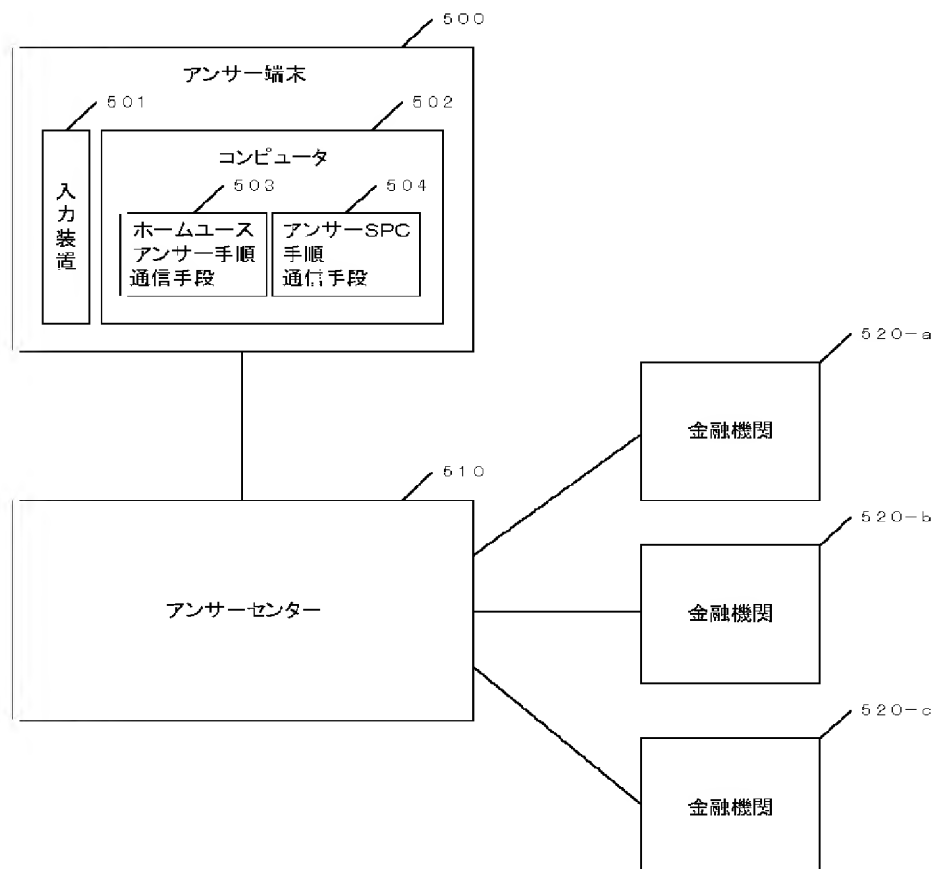 ５００
アンサー端末
５０１
５０２
コンピュータ
５０３
５０４
入力装置
ホームユース
アンサー手順
通信手段
アンサーSPC
手順
通信手段
５２０－a
金融機関
５１０
アンサーセンター
５２０－b
金融機関
５２０－c
金融機関